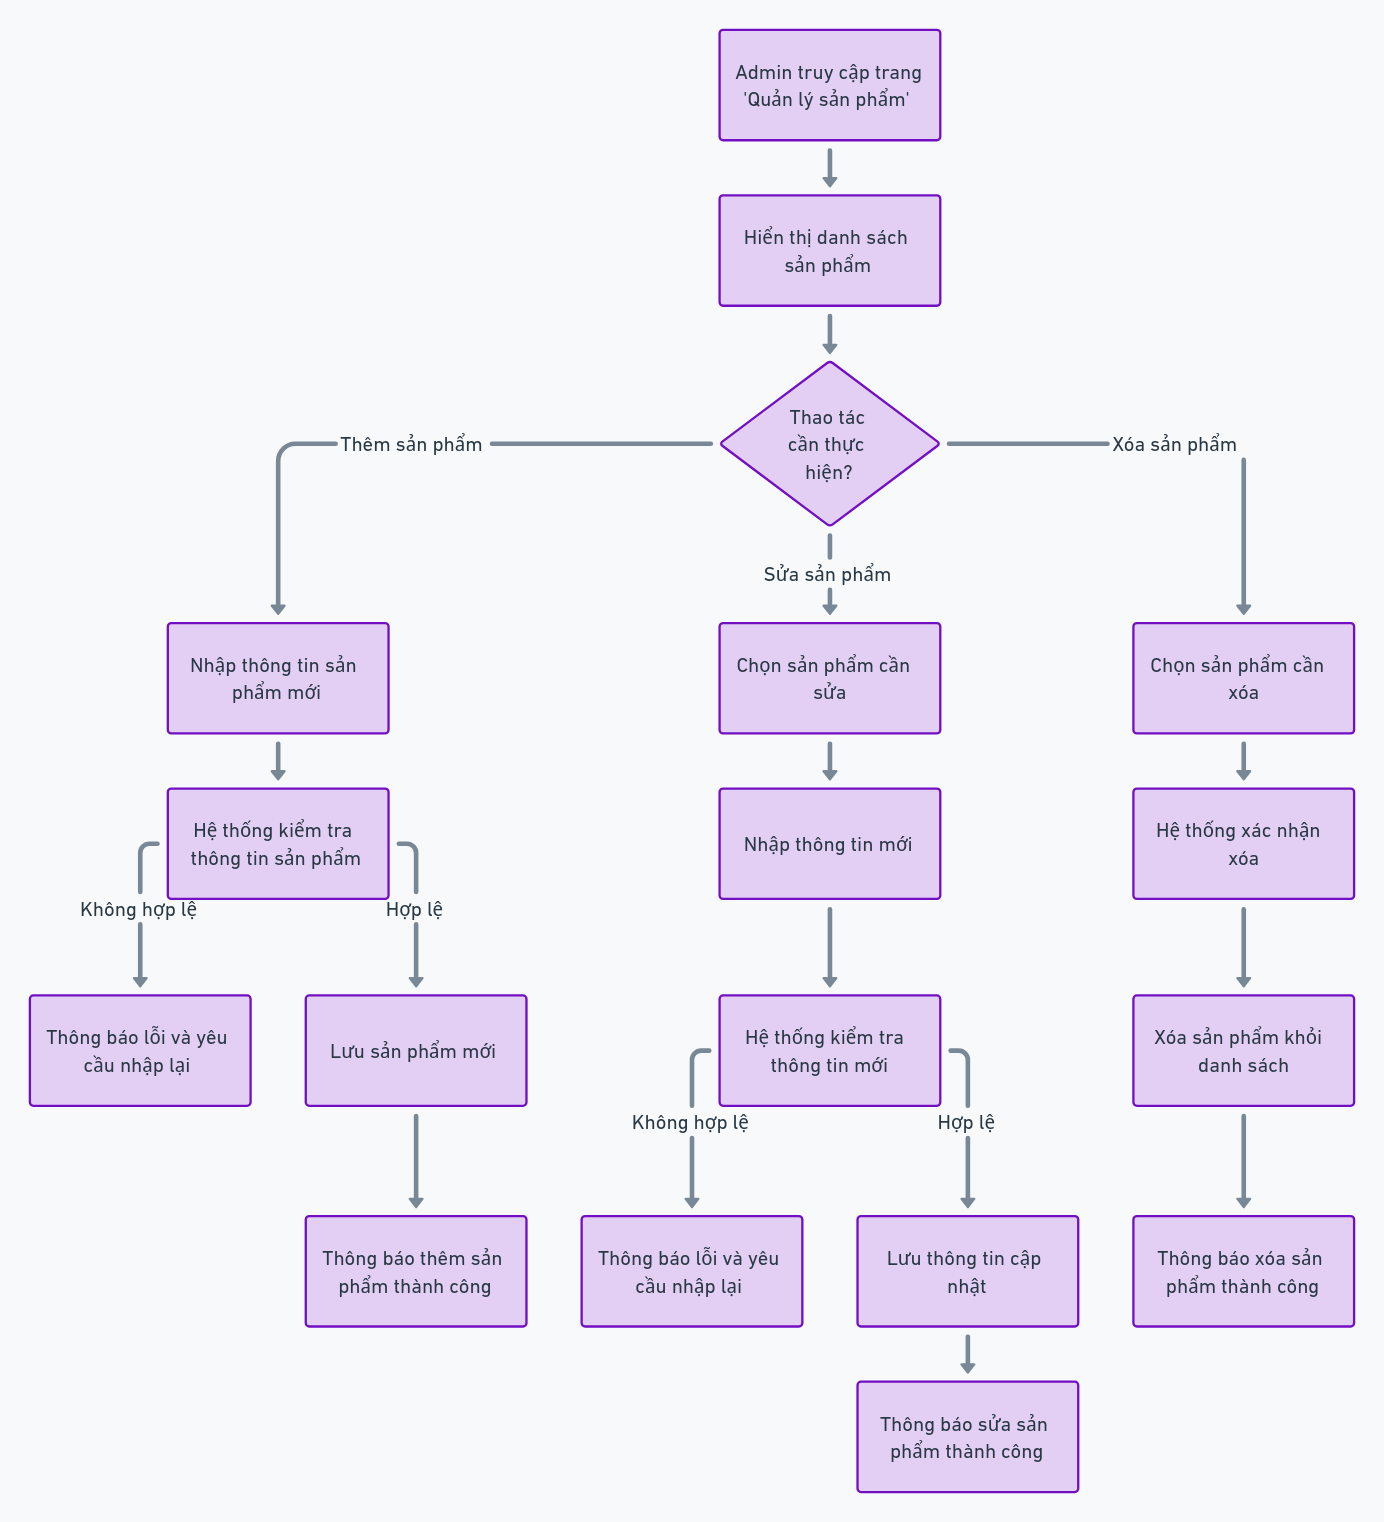 Admin truy cập trang
'Quản lý sản phẩm'
Hiển thị danh sách
sản phẩm
Thao tác
cần thực
hiện?
Thêm sản phẩm
Xóa sản phẩm
Sửa sản phẩm
Nhập thông tin sản
phẩm mới
Chọn sản phẩm cần
sửa
Chọn sản phẩm cần
xóa
Hệ thống kiểm tra
thông tin sản phẩm
Nhập thông tin mới
Hệ thống xác nhận
xóa
Không hợp lệ
Hợp lệ
Thông báo lỗi và yêu
cầu nhập lại
Lưu sản phẩm mới
Hệ thống kiểm tra
thông tin mới
Xóa sản phẩm khỏi
danh sách
Không hợp lệ
Hợp lệ
Thông báo thêm sản
phẩm thành công
Thông báo lỗi và yêu
cầu nhập lại
Lưu thông tin cập
nhật
Thông báo xóa sản
phẩm thành công
Thông báo sửa sản
phẩm thành công